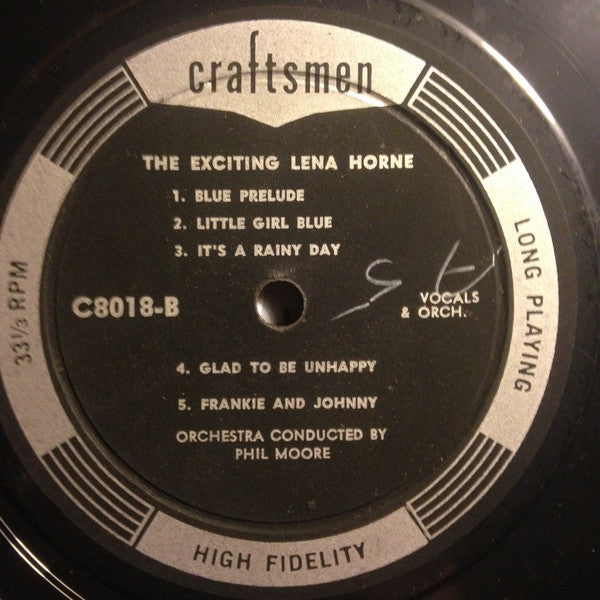 craftsmen
THE EXCITING LENA HORNE
1. BLUE PRELUDE
2. LITTLE GIRL BLUE
3. IT'S A RAINY DAY
C8018-B
VOCALS
& ORCH.
4. GLAD TO BE UNHAPPY
5. FRANKIE AND JOHNNY
ORCHESTRA CONDUCTED BY
PHIL MOORE
33 1/3 RPM
LONG PLAYING
HIGH FIDELITY